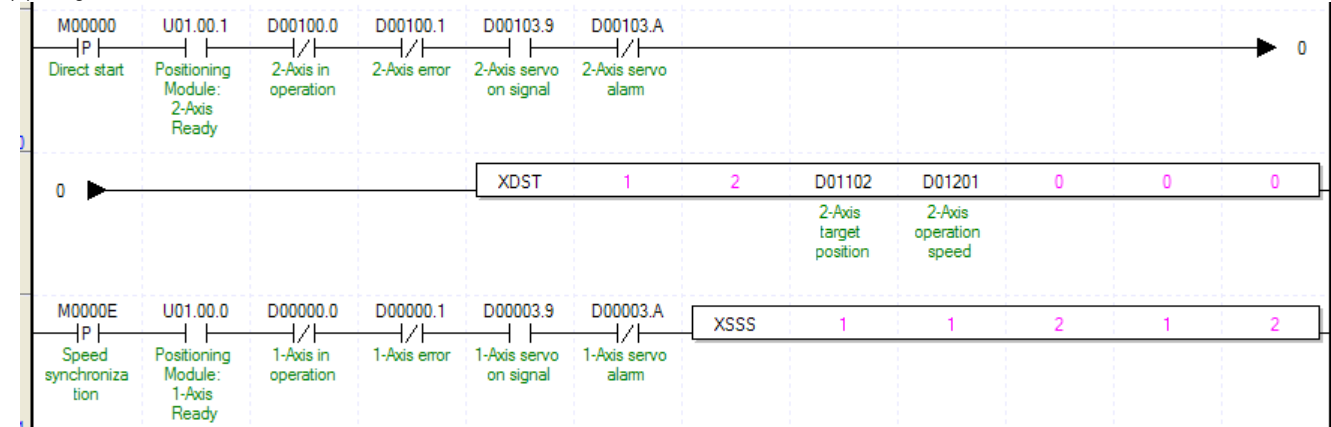 M00000 U01.00.1 D00100.0 D00100.1 D00103.9 D00103.A
P
0
Direct start Positioning 2-Axis in 2-Axis error 2-Axis servo 2-Axis servo
Module: operation on signal alarm
2-Axis
Ready
0 XDST 1 2 D01102 D01201 0 0 0
2-Axis 2-Axis
target operation
position speed
M0000E U01.00.0 D00000.0 D00000.1 D00003.9 D00003.A
P
XSSS 1 1 2 1 2
Speed Positioning 1-Axis in 1-Axis error 1-Axis servo 1-Axis servo
synchroniza Module: operation on signal alarm
tion 1-Axis
Ready